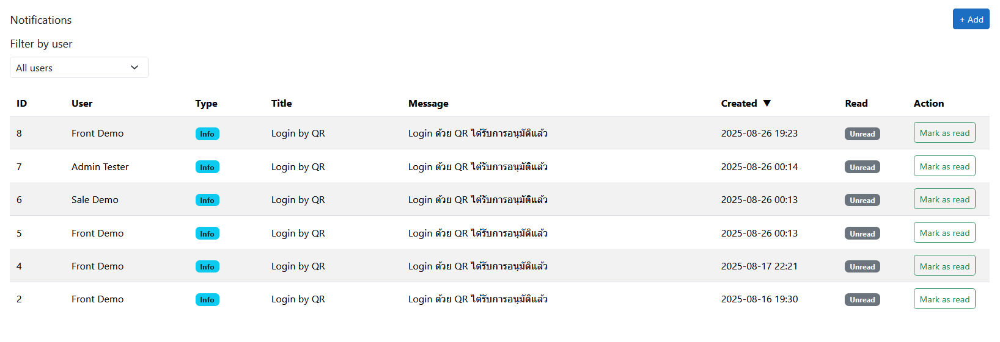 Notifications
+ Add
Filter by user
All users
ID User Type Title Message Created ▼ Read Action
8 Front Demo Info Login by QR Login ด้วย QR ได้รับการอนุมัติแล้ว 2025-08-26 19:23 Unread Mark as read
7 Admin Tester Info Login by QR Login ด้วย QR ได้รับการอนุมัติแล้ว 2025-08-26 00:14 Unread Mark as read
6 Sale Demo Info Login by QR Login ด้วย QR ได้รับการอนุมัติแล้ว 2025-08-26 00:13 Unread Mark as read
5 Front Demo Info Login by QR Login ด้วย QR ได้รับการอนุมัติแล้ว 2025-08-26 00:13 Unread Mark as read
4 Front Demo Info Login by QR Login ด้วย QR ได้รับการอนุมัติแล้ว 2025-08-17 22:21 Unread Mark as read
2 Front Demo Info Login by QR Login ด้วย QR ได้รับการอนุมัติแล้ว 2025-08-16 19:30 Unread Mark as read